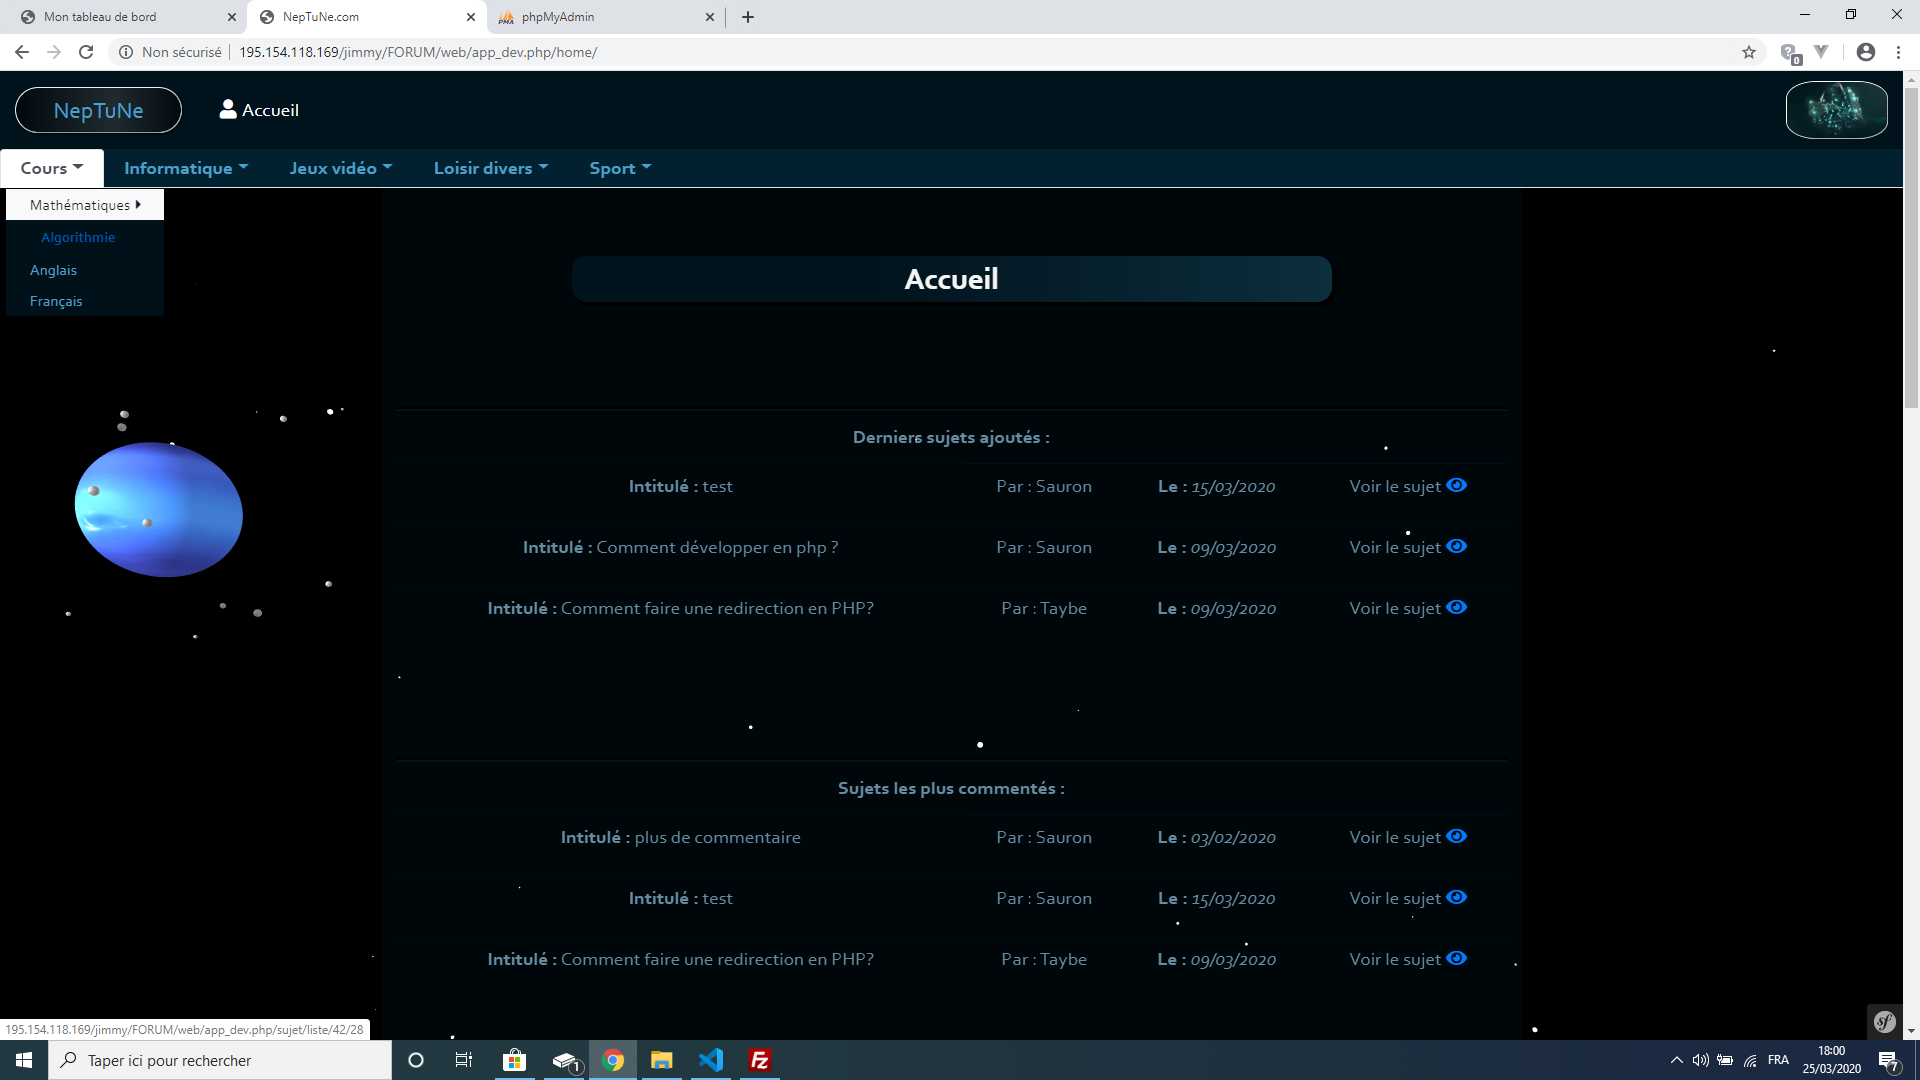 Mon tableau de bord
NepTuNe.com
phpMyAdmin
Non sécurisé
195.154.118.169/jimmy/FORUM/web/app_dev.php/home/
0
NepTuNe
Accueil
Cours
Informatique
Jeux vidéo
Loisir divers
Sport
Mathématiques
Algorithmie
Anglais
Français
Accueil
Derniers sujets ajoutés :
Intitulé : test Par : Sauron Le : 15/03/2020 Voir le sujet
Intitulé : Comment développer en php ? Par : Sauron Le : 09/03/2020 Voir le sujet
Intitulé : Comment faire une redirection en PHP? Par : Taybe Le : 09/03/2020 Voir le sujet
Sujets les plus commentés :
Intitulé : plus de commentaire Par : Sauron Le : 03/02/2020 Voir le sujet
Intitulé : test Par : Sauron Le : 15/03/2020 Voir le sujet
Intitulé : Comment faire une redirection en PHP? Par : Taybe Le : 09/03/2020 Voir le sujet
195.154.118.169/jimmy/FORUM/web/app_dev.php/sujet/liste/42/28
sf
Taper ici pour rechercher
1
Fz
FRA
18:00
25/03/2020
7